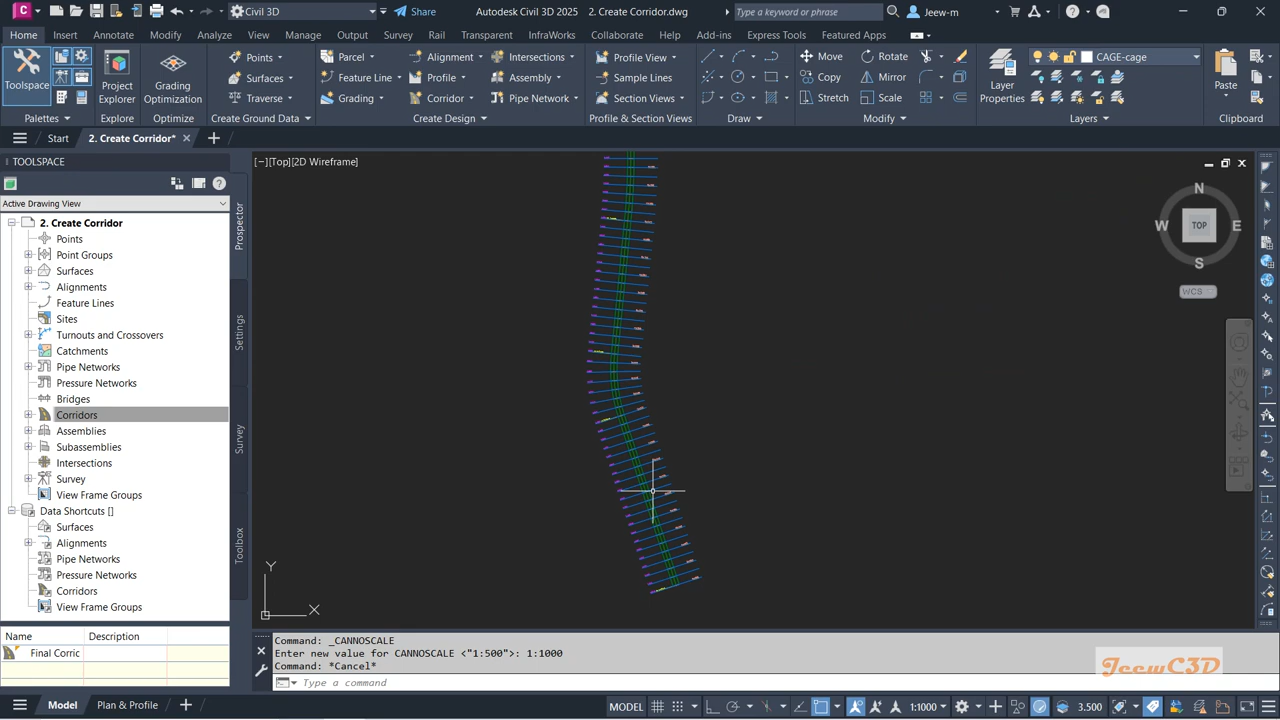 Civil 3D
Share
Autodesk Civil 3D 2025 2. Create Corridor.dwg
Type a keyword or phrase
Jeew-m
Home Insert Annotate Modify Analyze View Manage Output Survey Rail Transparent InfraWorks Collaborate Help Add-ins Express Tools Featured Apps
Toolspace
Project Explorer
Grading Optimization
Points
Surfaces
Traverse
Parcel
Feature Line
Grading
Alignment
Profile
Corridor
Intersections
Assembly
Pipe Network
Profile View
Sample Lines
Section Views
Move Rotate
Copy Mirror
Stretch Scale
Layer Properties
CAGE-cage
Paste
Palettes Explore Optimize Create Ground Data Create Design Profile & Section Views Draw Modify Layers Clipboard
Start 2. Create Corridor*
TOOLSPACE
[−][Top][2D Wireframe]
Active Drawing View
2. Create Corridor
Points
Point Groups
Surfaces
Alignments
Feature Lines
Sites
Turnouts and Crossovers
Catchments
Pipe Networks
Pressure Networks
Bridges
Corridors
Assemblies
Subassemblies
Intersections
Survey
View Frame Groups
Data Shortcuts []
Surfaces
Alignments
Pipe Networks
Pressure Networks
Corridors
View Frame Groups
Prospector
Settings
Survey
Toolbox
N
W TOP E
S
WCS
Y
X
Name Description
Final Corric
Command: _CANNOSCALE
Enter new value for CANNOSCALE <"1:500">: 1:1000
Command: *Cancel*
Type a command
JeewC3D
Model Plan & Profile
MODEL 1:1000 3.500